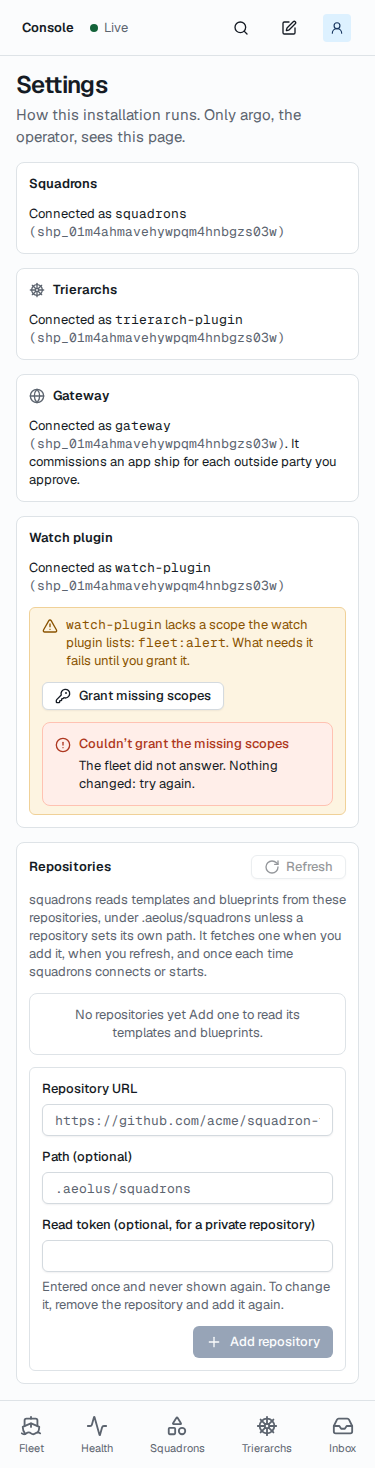 Console
Live
Settings
How this installation runs. Only argo, the
operator, sees this page.
Squadrons
Connected as squadrons
(shp_01m4ahmavehywpqm4hnbgzs03w)
Trierarchs
Connected as trierarch-plugin
(shp_01m4ahmavehywpqm4hnbgzs03w)
Gateway
Connected as gateway
(shp_01m4ahmavehywpqm4hnbgzs03w). It
commissions an app ship for each outside party you
approve.
Watch plugin
Connected as watch-plugin
(shp_01m4ahmavehywpqm4hnbgzs03w)
watch-plugin lacks a scope the watch
plugin lists: fleet:alert. What needs it
fails until you grant it.
Grant missing scopes
Couldn't grant the missing scopes
The fleet did not answer. Nothing
changed: try again.
Repositories
Refresh
squadrons reads templates and blueprints from these
repositories, under .aeolus/squadrons unless a
repository sets its own path. It fetches one when you
add it, when you refresh, and once each time
squadrons connects or starts.
No repositories yet Add one to read its
templates and blueprints.
Repository URL
https://github.com/acme/squadron-
Path (optional)
.aeolus/squadrons
Read token (optional, for a private repository)
Entered once and never shown again. To change
it, remove the repository and add it again.
Add repository
Fleet
Health
Squadrons
Trierarchs
Inbox